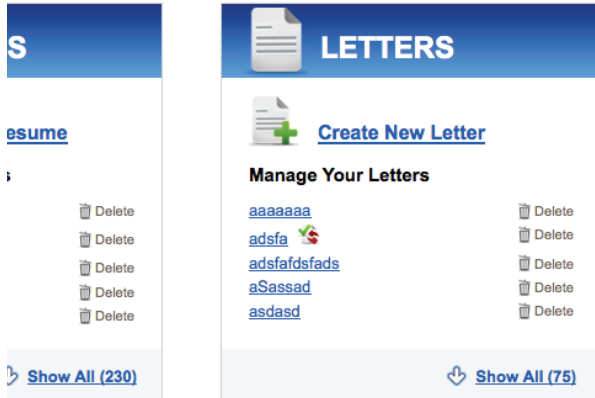 S
esume
s
Delete
Delete
Delete
Delete
Delete
Show All (230)
LETTERS
Create New Letter
Manage Your Letters
aaaaaaa Delete
adsfa Delete
adsfafdsfads Delete
aSassad Delete
asdasd Delete
Show All (75)